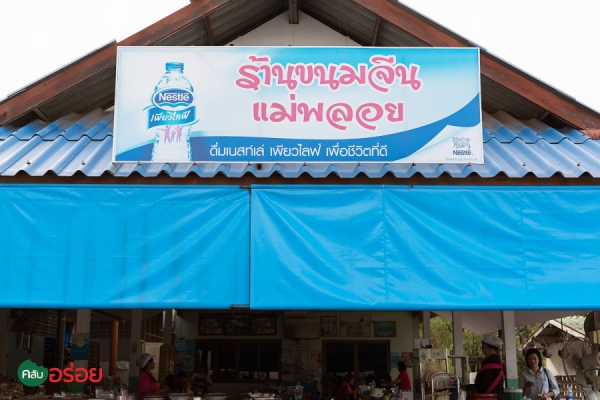 ร้านขนมจีน
แม่พลอย
Nestlé
เพียวไลฟ์
ดื่มเนสท์เล่ เพียวไลฟ์ เพื่อชีวิตที่ดี
Nestlé
คลับ อร่อย